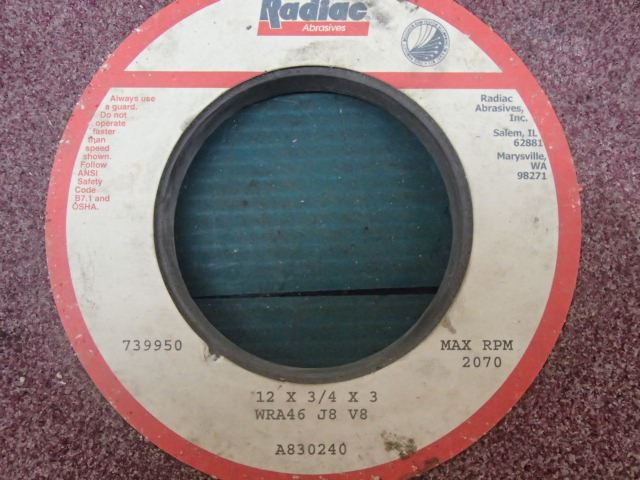 Radiac
Abrasives
Always use
a guard.
Do not
operate
faster
than
speed
shown.
Follow
ANSI
Safety
Code
B7.1 and
OSHA.
Radiac
Abrasives,
Inc.
Salem, IL
62881
Marysville,
WA
98271
739950
MAX RPM
2070
12 X 3/4 X 3
WRA46 J8 V8
A830240